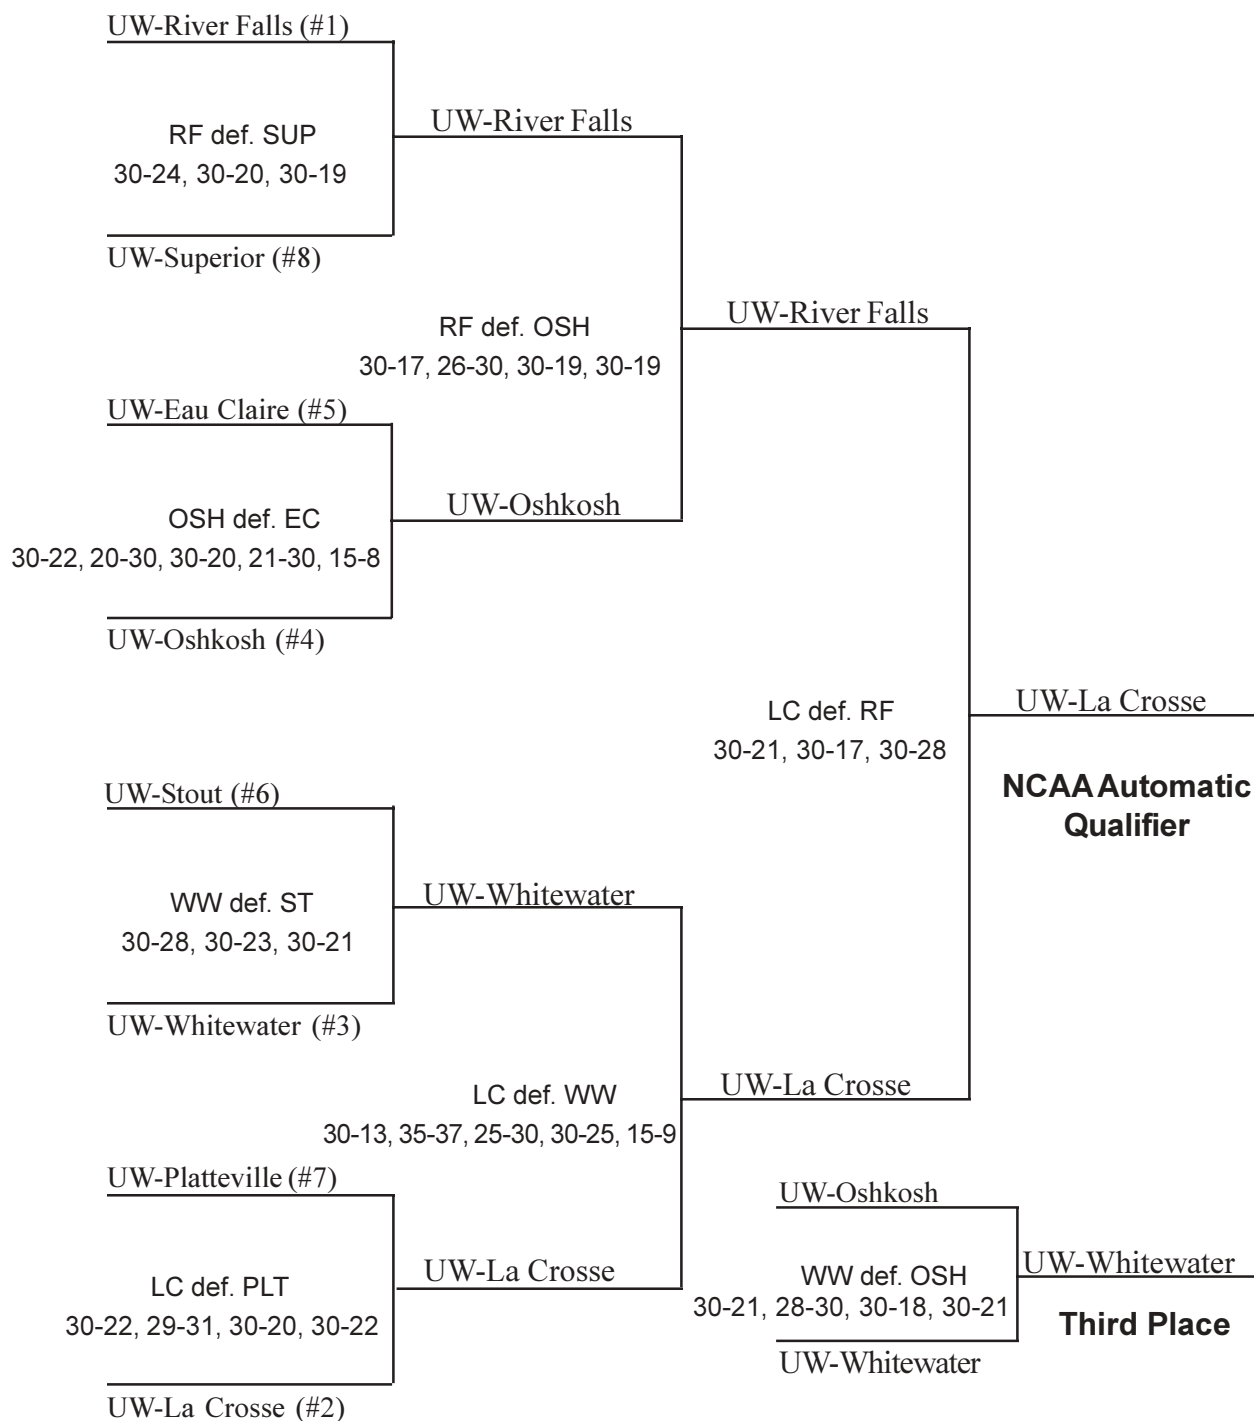 UW-River Falls (#1)
RF def. SUP
30-24, 30-20, 30-19
UW-Superior (#8)
UW-River Falls
RF def. OSH
30-17, 26-30, 30-19, 30-19
UW-Eau Claire (#5)
OSH def. EC
30-22, 20-30, 30-20, 21-30, 15-8
UW-Oshkosh (#4)
UW-Oshkosh
UW-River Falls
LC def. RF
30-21, 30-17, 30-28
UW-La Crosse
NCAA Automatic
Qualifier
UW-Stout (#6)
WW def. ST
30-28, 30-23, 30-21
UW-Whitewater (#3)
UW-Whitewater
LC def. WW
30-13, 35-37, 25-30, 30-25, 15-9
UW-La Crosse
UW-Platteville (#7)
LC def. PLT
30-22, 29-31, 30-20, 30-22
UW-La Crosse (#2)
UW-La Crosse
UW-Oshkosh
WW def. OSH
30-21, 28-30, 30-18, 30-21
UW-Whitewater
UW-Whitewater
Third Place